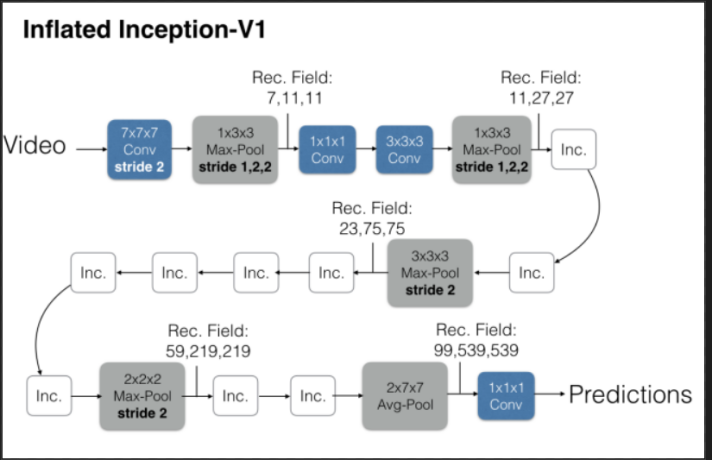 Inflated Inception-V1
Rec. Field:
7,11,11
Rec. Field:
11,27,27
Video
7x7x7
Conv
stride 2
1x3x3
Max-Pool
stride 1,2,2
1x1x1
Conv
3x3x3
Conv
1x3x3
Max-Pool
stride 1,2,2
Inc.
Rec. Field:
23,75,75
Inc.
Inc.
Inc.
Inc.
3x3x3
Max-Pool
stride 2
Inc.
Rec. Field:
59,219,219
Rec. Field:
99,539,539
Inc.
2x2x2
Max-Pool
stride 2
Inc.
Inc.
2x7x7
Avg-Pool
1x1x1
Conv
Predictions